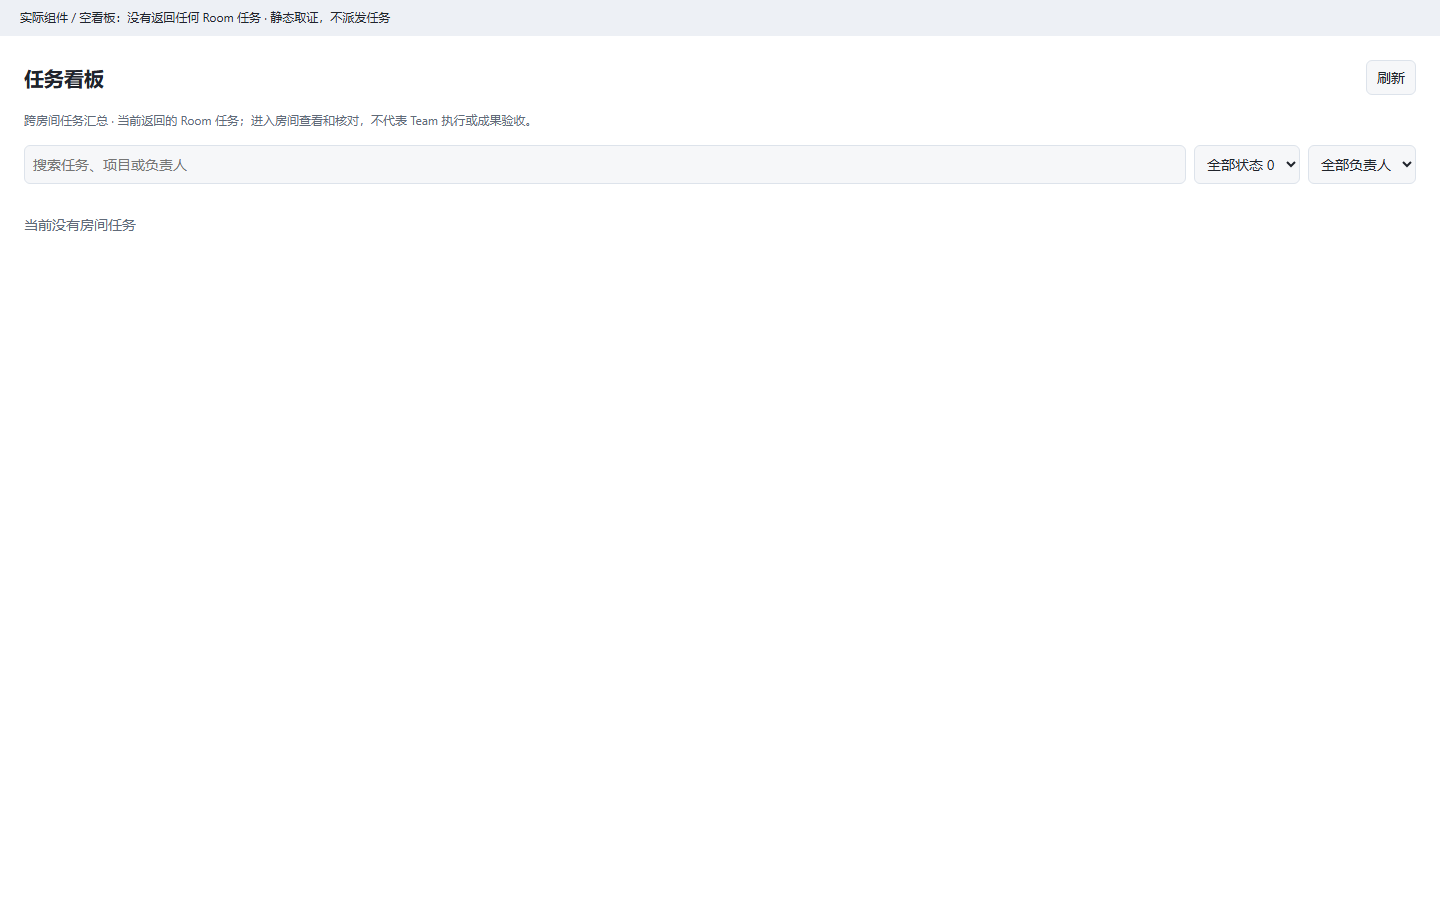 实际组件 / 空看板：没有返回任何 Room 任务 · 静态取证，不派发任务
任务看板
刷新
跨房间任务汇总 · 当前返回的 Room 任务；进入房间查看和核对，不代表 Team 执行或成果验收。
搜索任务、项目或负责人
全部状态 0
全部负责人
当前没有房间任务